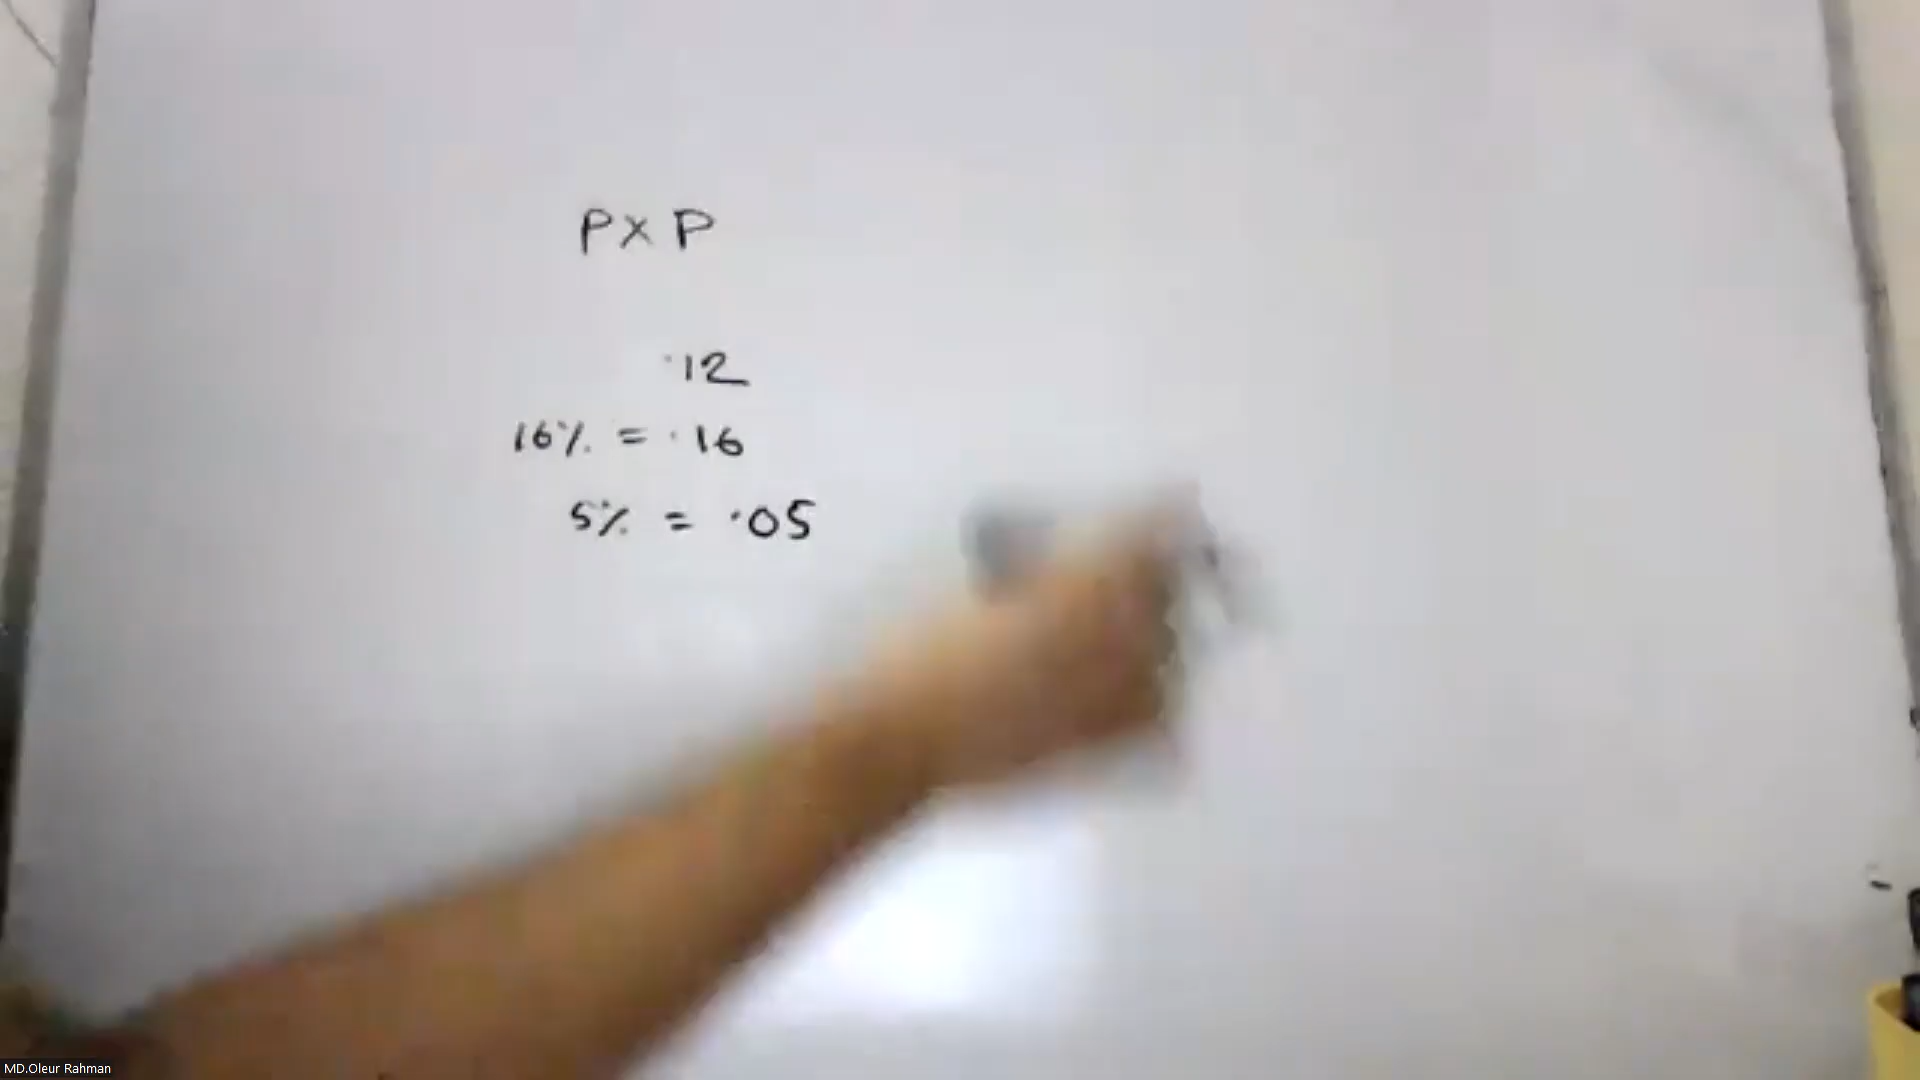 P x P
.12
16% = .16
5% = .05
MD.Oleur Rahman